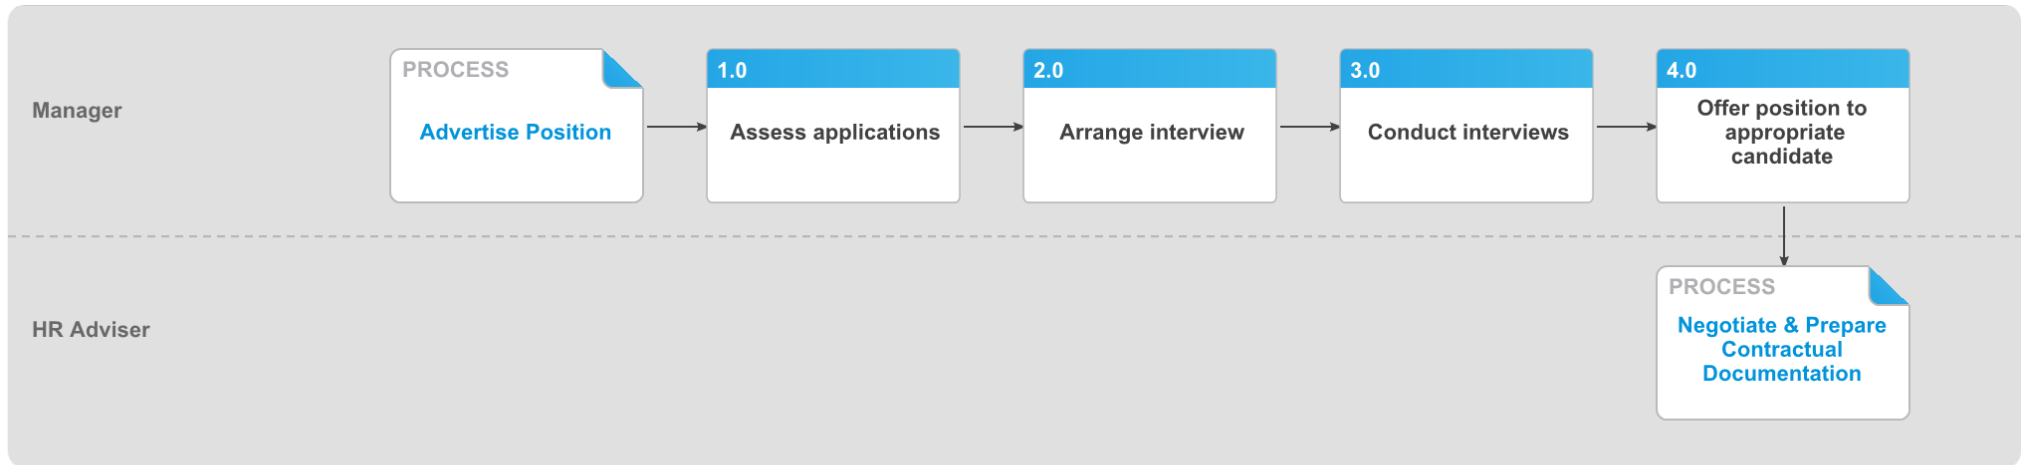 Manager
PROCESS
Advertise Position
1.0
Assess applications
2.0
Arrange interview
3.0
Conduct interviews
4.0
Offer position to
appropriate
candidate
HR Adviser
PROCESS
Negotiate & Prepare
Contractual
Documentation